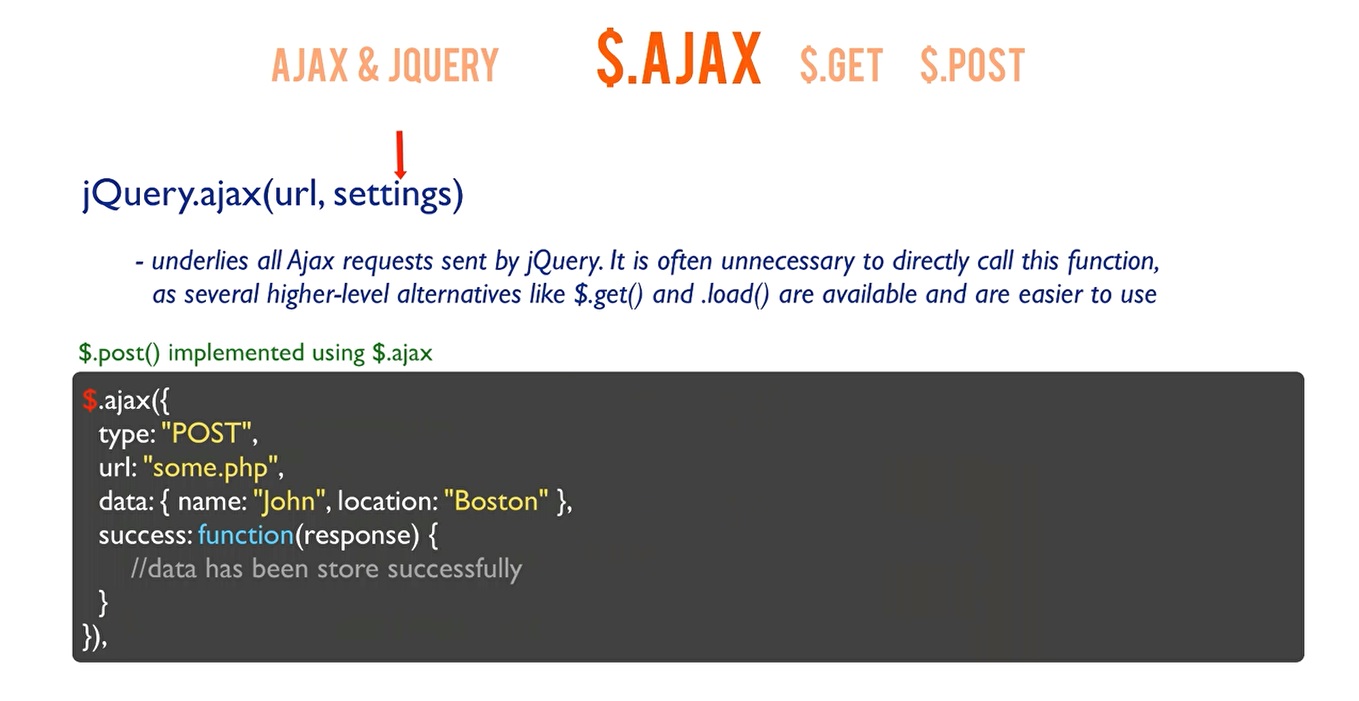 AJAX & JQUERY $.AJAX $.GET $.POST
jQuery.ajax(url, settings)
- underlies all Ajax requests sent by jQuery. It is often unnecessary to directly call this function,
as several higher-level alternatives like $.get() and .load() are available and are easier to use
$.post() implemented using $.ajax
$.ajax({
type: "POST",
url: "some.php",
data: { name: "John", location: "Boston" },
success: function(response) {
//data has been store successfully
}
}),